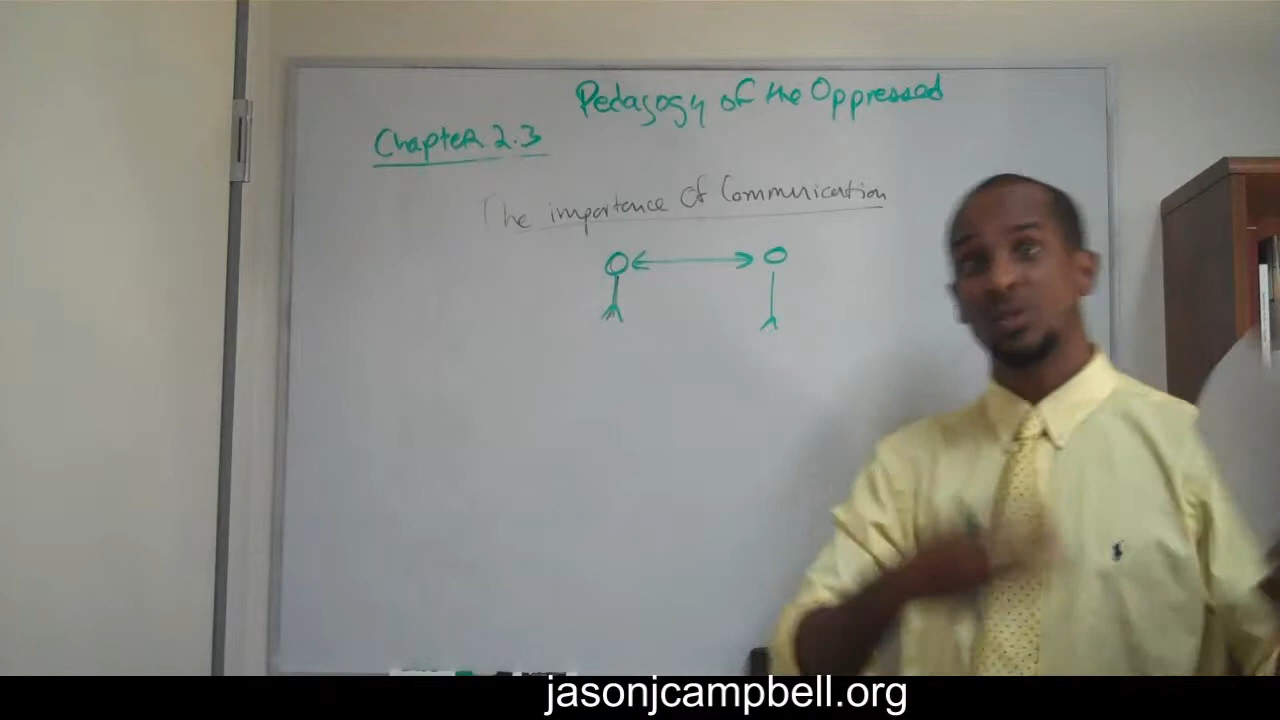 Pedagogy of the Oppressed
Chapter 2.3
The importance of Communication
jasonjcampbell.org